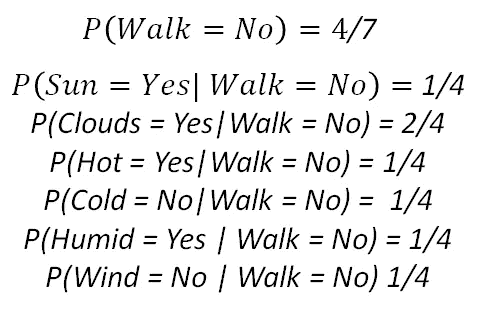 P(Walk = No) = 4/7
P(Sun = Yes| Walk = No) = 1/4
P(Clouds = Yes|Walk = No) = 2/4
P(Hot = Yes|Walk = No) = 1/4
P(Cold = No|Walk = No) = 1/4
P(Humid = Yes | Walk = No) = 1/4
P(Wind = No | Walk = No) 1/4